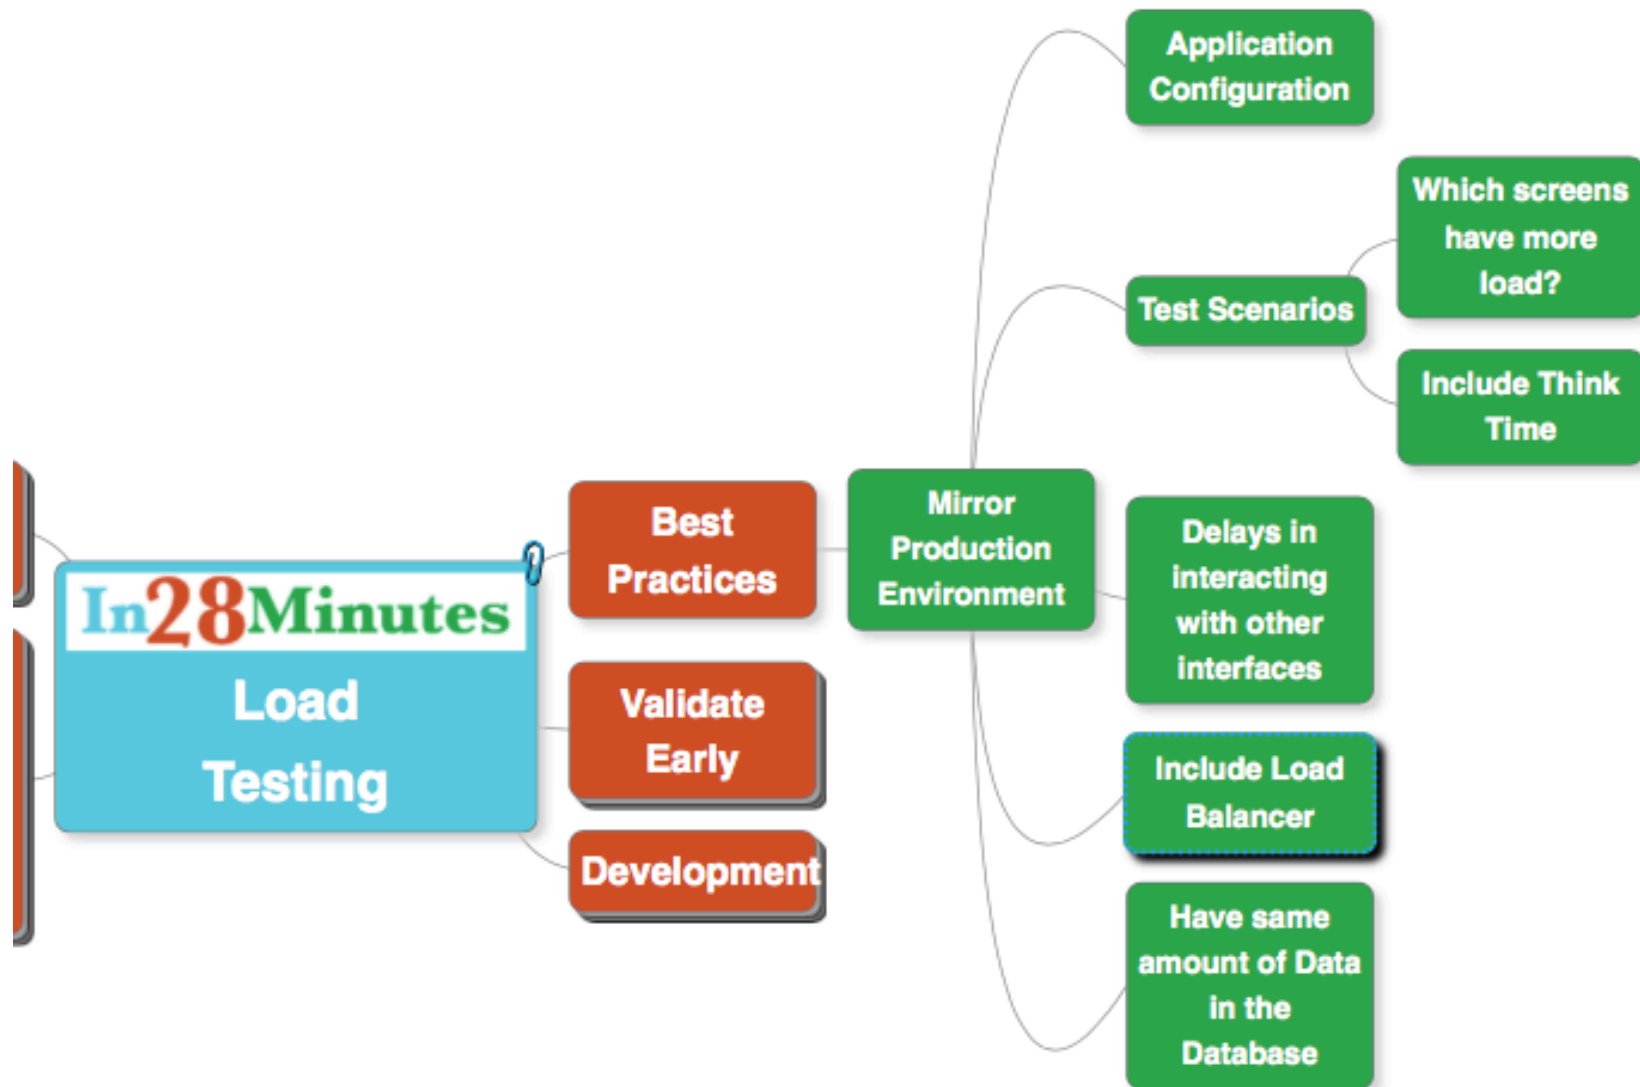 In28Minutes
Load
Testing
Best
Practices
Validate
Early
Development
Mirror
Production
Environment
Application
Configuration
Test Scenarios
Which screens
have more
load?
Include Think
Time
Delays in
interacting
with other
interfaces
Include Load
Balancer
Have same
amount of Data
in the
Database